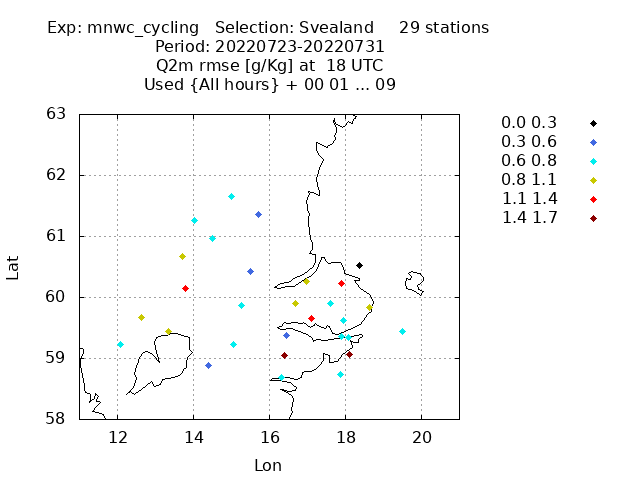 Exp: mnwc_cycling   Selection: Svealand     29 stations
Period: 20220723-20220731
Q2m rmse [g/Kg] at  18 UTC
Used {All hours} + 00 01 ... 09
63
62
61
60
59
58
Lat
12
14
16
18
20
Lon
0.0 0.3
0.3 0.6
0.6 0.8
0.8 1.1
1.1 1.4
1.4 1.7